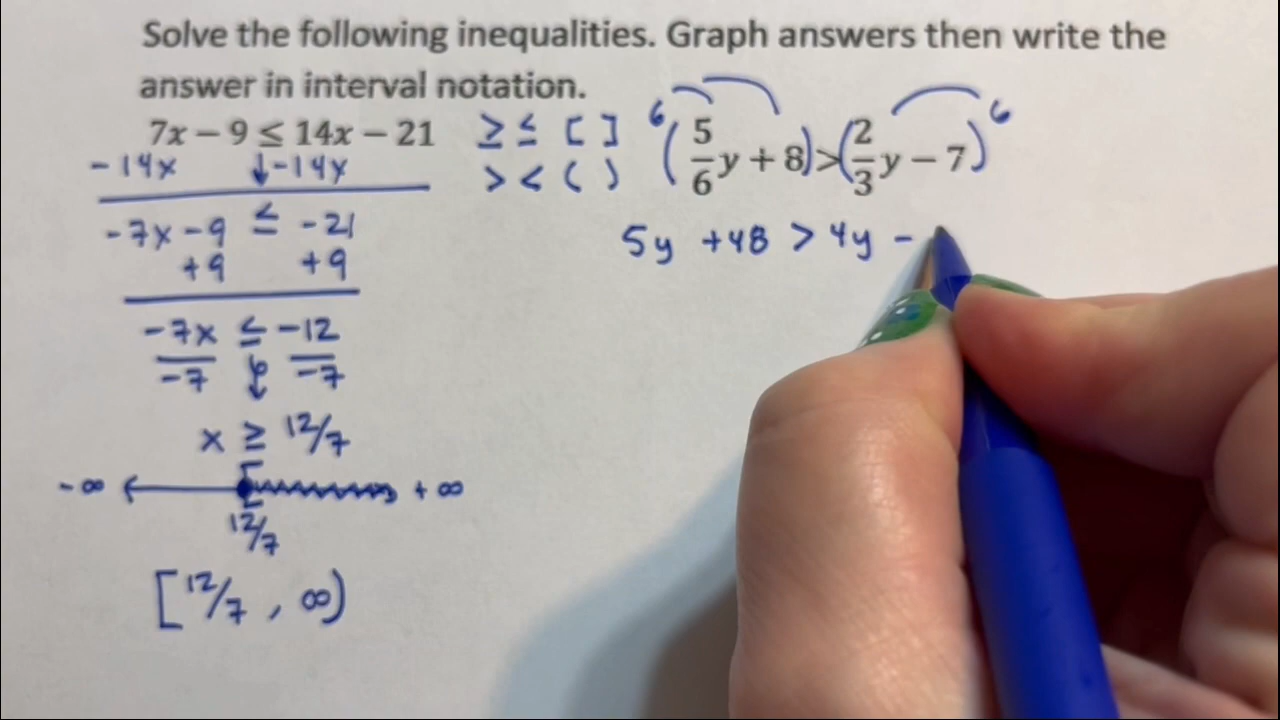 Solve the following inequalities. Graph answers then write the
answer in interval notation.
7x − 9 ≤ 14x − 21
-14x ↓ -14x
-7x -9 ≤ -21
+9 +9
-7x ≤ -12
-7 ↓ -7
x ≥ 12/7
-∞ +∞
12/7
[12/7, ∞)
≥ ≤ [ ]
> < ( )
6 (5/6 y + 8) > (2/3 y − 7) 6
5y +48 > 4y -